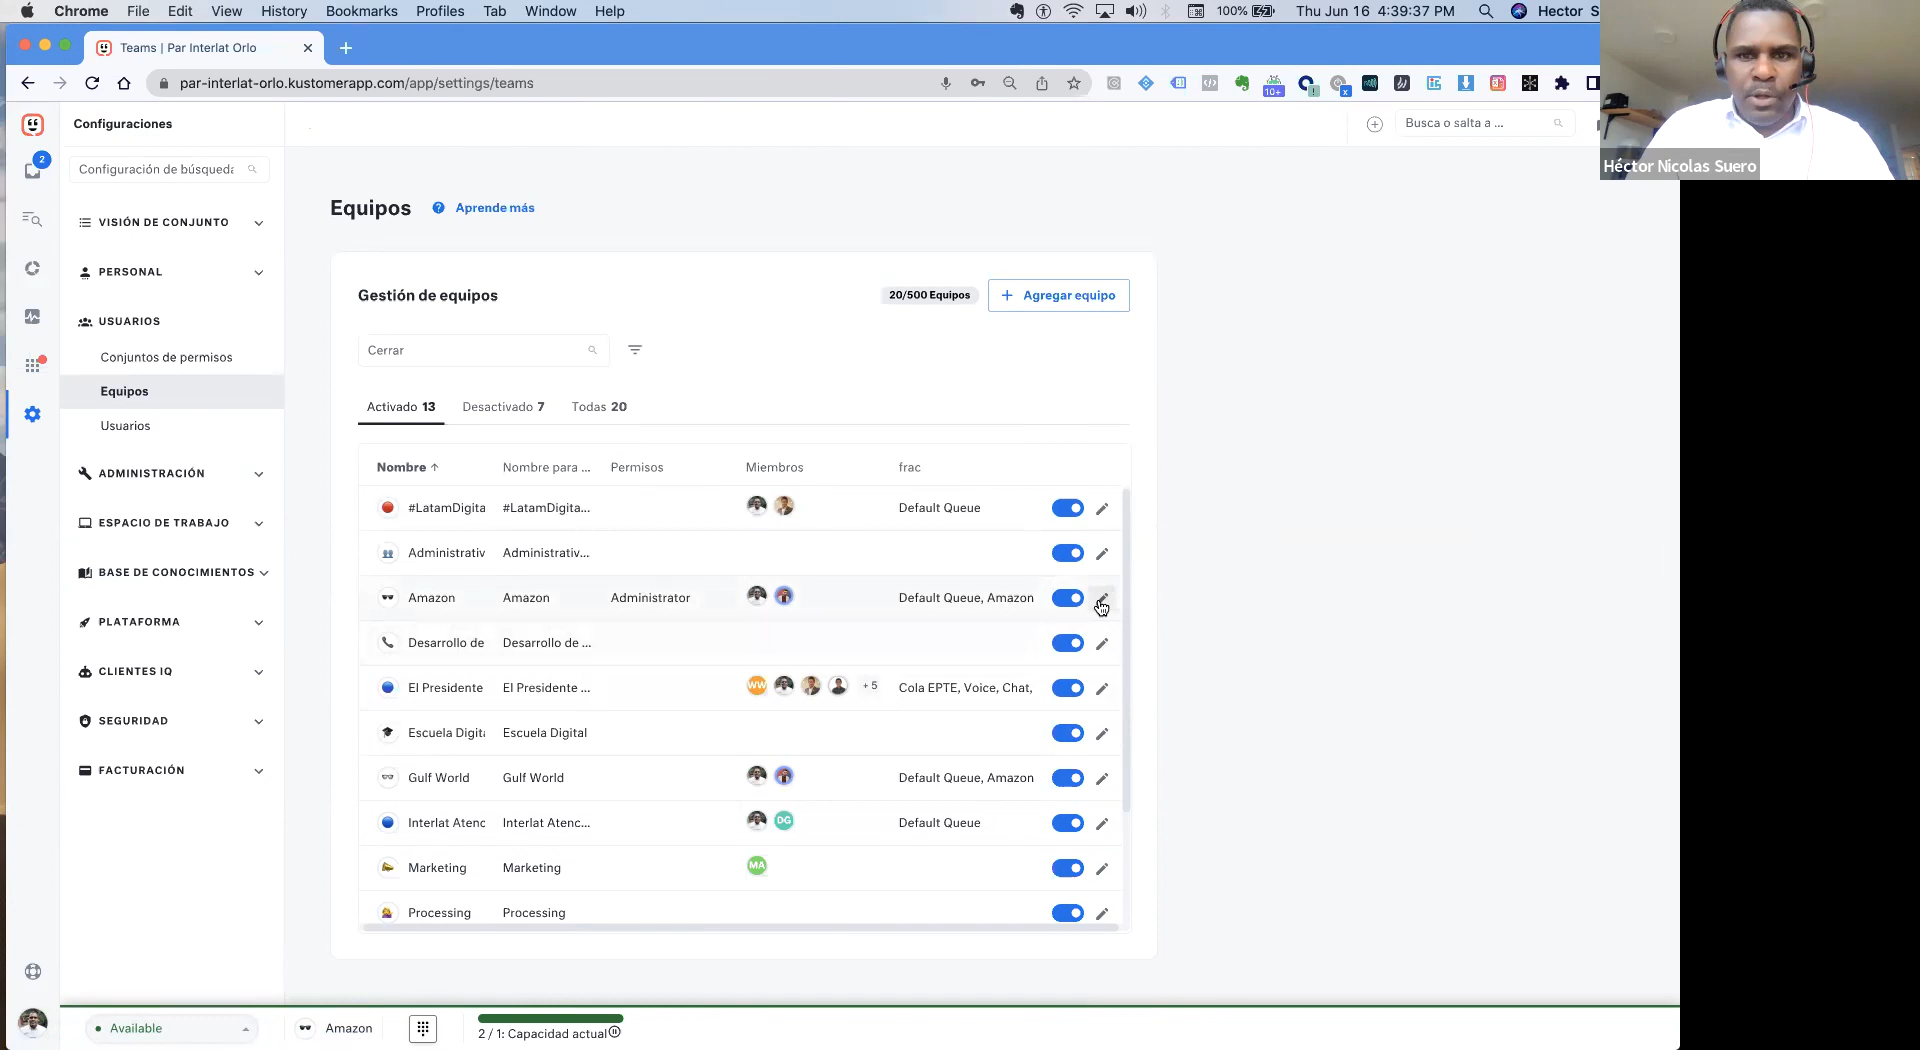 Chrome File Edit View History Bookmarks Profiles Tab Window Help 100% Thu Jun 16 4:39:37 PM Hector S
Teams | Par Interlat Orlo
par-interlat-orlo.kustomerapp.com/app/settings/teams
10+
Héctor Nicolas Suero
Configuraciones
Busca o salta a ...
2
Configuración de búsqueda
VISIÓN DE CONJUNTO
PERSONAL
USUARIOS
Conjuntos de permisos
Equipos
Usuarios
ADMINISTRACIÓN
ESPACIO DE TRABAJO
BASE DE CONOCIMIENTOS
PLATAFORMA
CLIENTES IQ
SEGURIDAD
FACTURACIÓN
Equipos Aprende más
Gestión de equipos 20/500 Equipos Agregar equipo
Cerrar
Activado 13 Desactivado 7 Todas 20
Nombre Nombre para ... Permisos Miembros frac
#LatamDigita #LatamDigita... Default Queue
Administrativ Administrativ...
Amazon Amazon Administrator Default Queue, Amazon
Desarrollo de Desarrollo de ...
El Presidente El Presidente ... WW + 5 Cola EPTE, Voice, Chat,
Escuela Digita Escuela Digital
Gulf World Gulf World Default Queue, Amazon
Interlat Atenc Interlat Atenc... DG Default Queue
Marketing Marketing MA
Processing Processing
Available Amazon 2 / 1: Capacidad actual